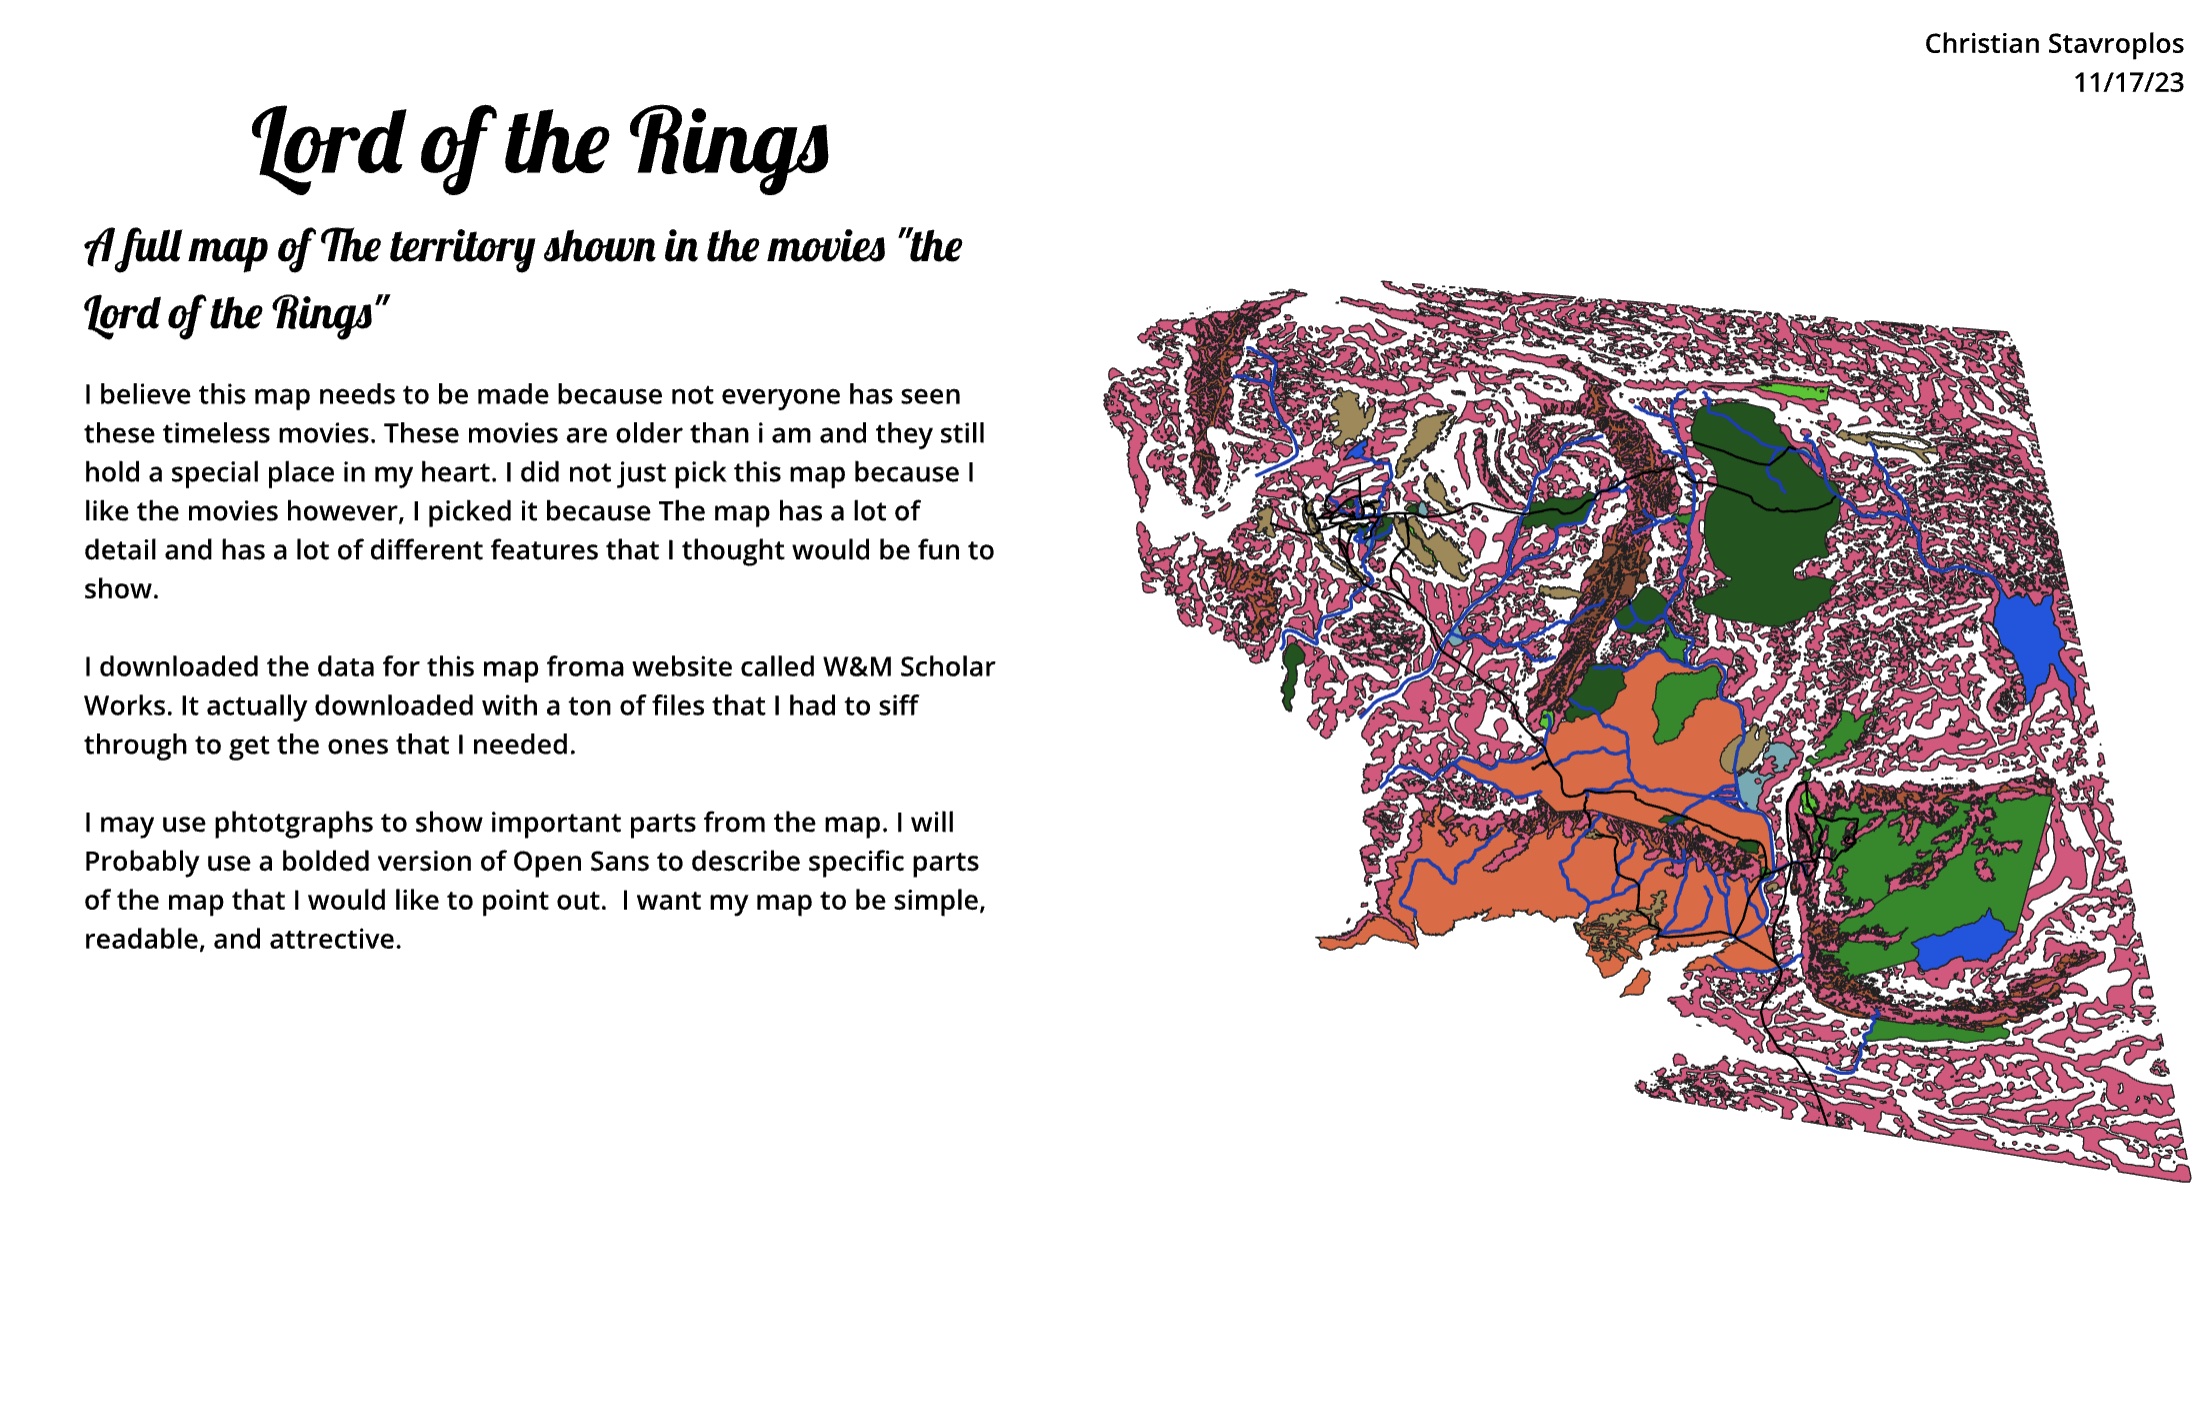 Christian Stavroplos
11/17/23
Lord of the Rings
A full map of The territory shown in the movies "the
Lord of the Rings"
I believe this map needs to be made because not everyone has seen
these timeless movies. These movies are older than i am and they still
hold a special place in my heart. I did not just pick this map because I
like the movies however, I picked it because The map has a lot of
detail and has a lot of different features that I thought would be fun to
show.
I downloaded the data for this map froma website called W&M Scholar
Works. It actually downloaded with a ton of files that I had to siff
through to get the ones that I needed.
I may use phtotgraphs to show important parts from the map. I will
Probably use a bolded version of Open Sans to describe specific parts
of the map that I would like to point out.  I want my map to be simple,
readable, and attrective.